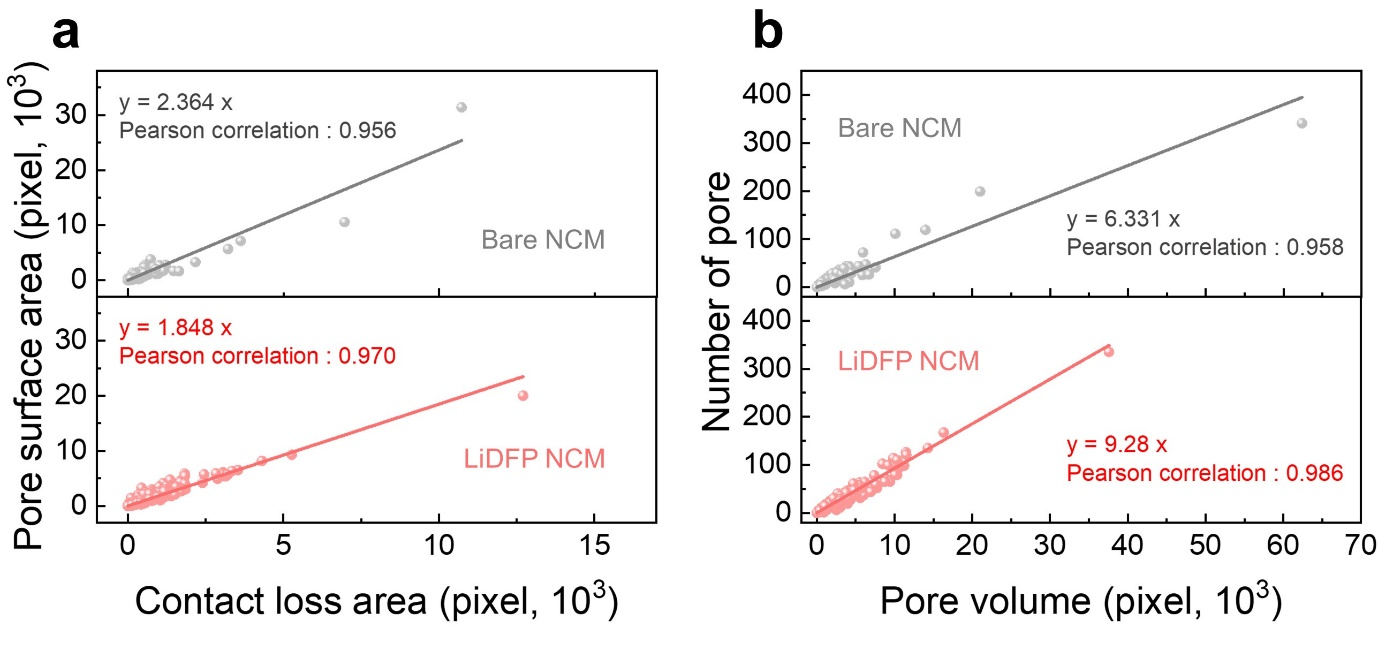 a
Pore surface area (pixel, 10³)
30
20
10
0
y = 2.364 x
Pearson correlation : 0.956
Bare NCM
30
20
10
0
y = 1.848 x
Pearson correlation : 0.970
LiDFP NCM
0 5 10 15
Contact loss area (pixel, 10³)
b
Number of pore
400
300
200
100
0
Bare NCM
y = 6.331 x
Pearson correlation : 0.958
400
300
200
100
0
LiDFP NCM
y = 9.28 x
Pearson correlation : 0.986
0 10 20 30 40 50 60 70
Pore volume (pixel, 10³)